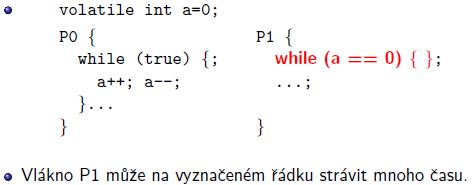 volatile int a=0;
P0 { P1 {
while (true) {; while (a == 0) { };
a++; a--; ...;
}...
} }
Vlákno P1 může na vyznačeném řádku strávit mnoho času.